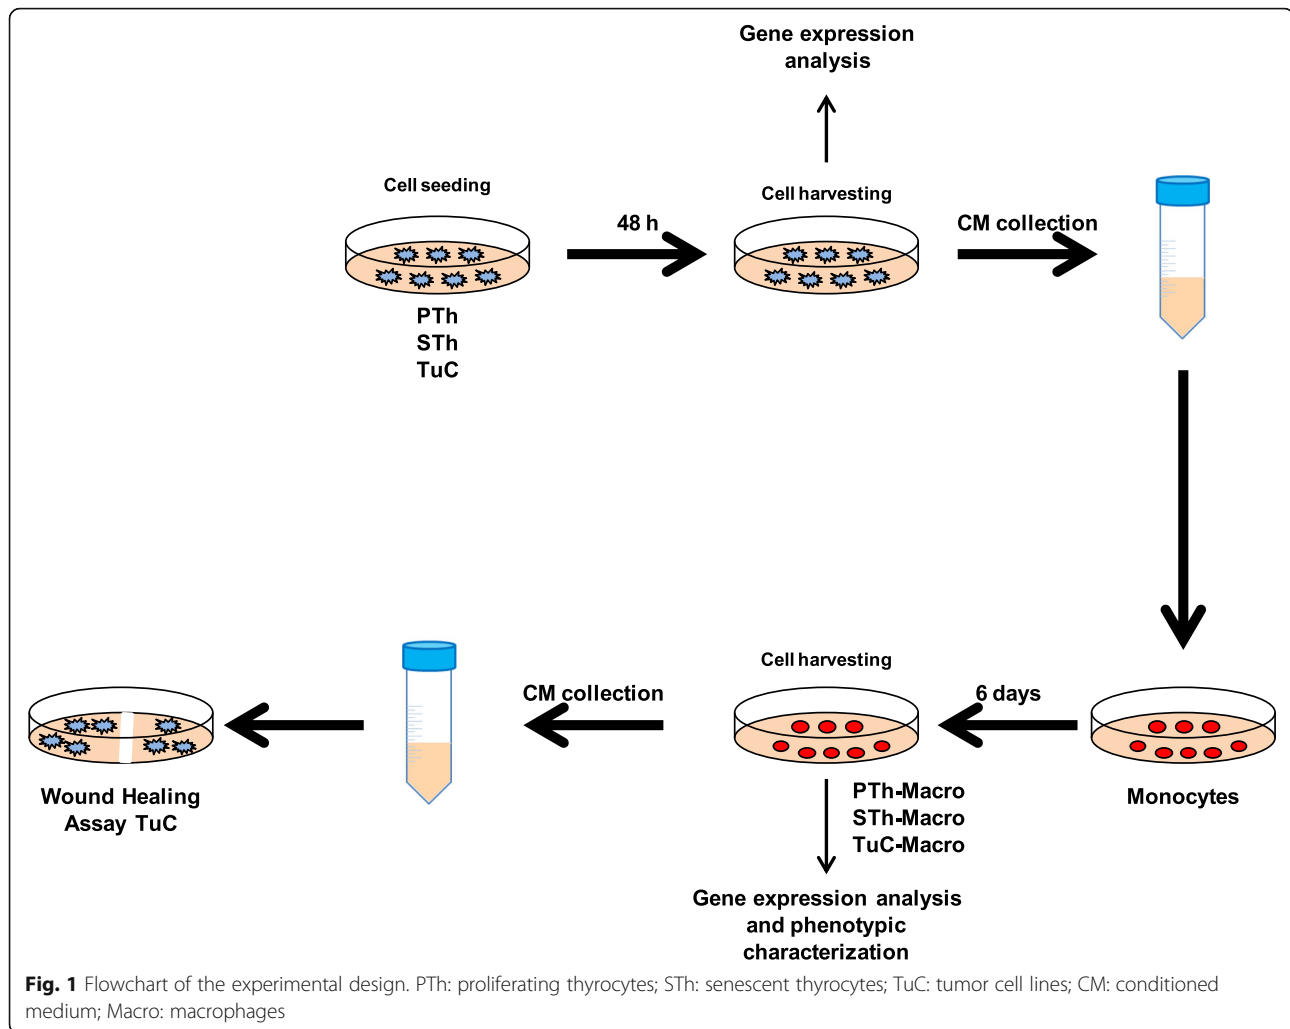 Gene expression
analysis
Cell seeding
48 h
Cell harvesting
CM collection
PTh
STh
TuC
Cell harvesting
CM collection
6 days
PTh-Macro
STh-Macro
TuC-Macro
Monocytes
Wound Healing
Assay TuC
Gene expression analysis
and phenotypic
characterization
Fig. 1 Flowchart of the experimental design. PTh: proliferating thyrocytes; STh: senescent thyrocytes; TuC: tumor cell lines; CM: conditioned
medium; Macro: macrophages